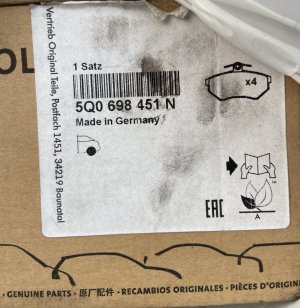 OL
Vertrieb Original Teile, Postfach 1451, 34219 Baunatal
1 Satz
5Q0 698 451 N
Made in Germany
x4
EAC
A
GENUINE PARTS · 原厂配件 · RECAMBIOS ORIGINALES · PIÈCES D'ORIGINE